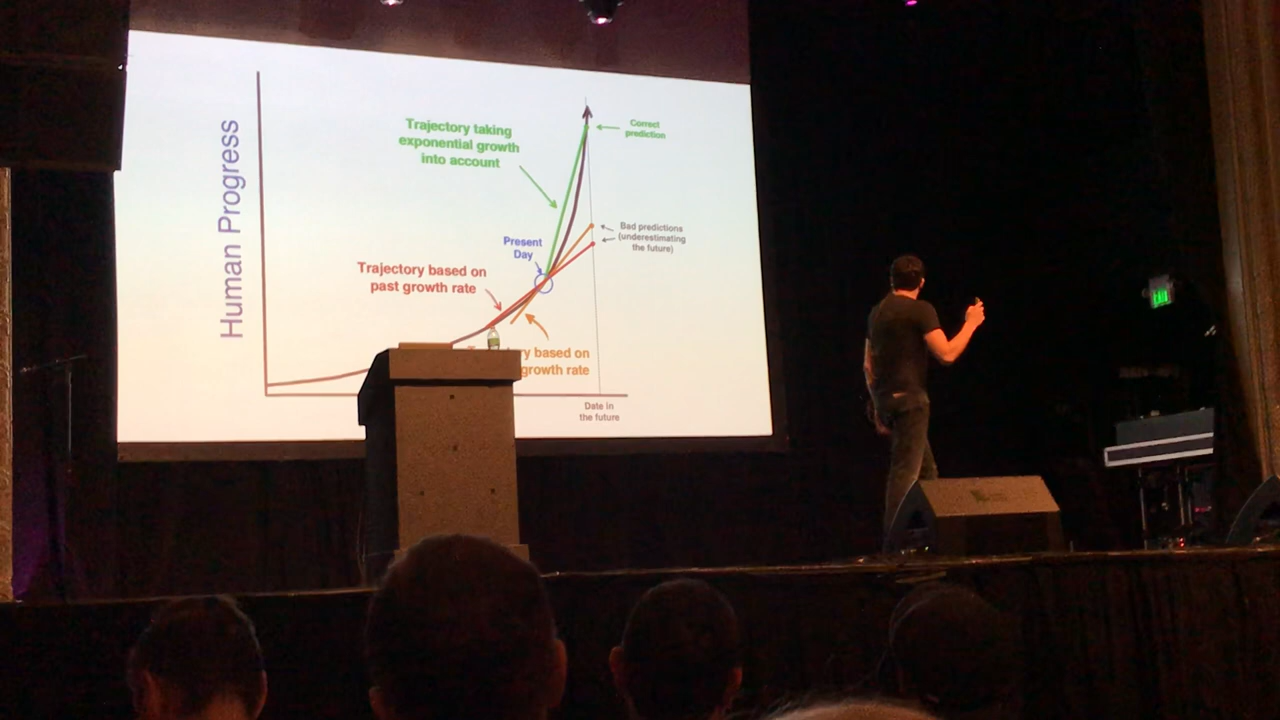 Human Progress
Trajectory taking
exponential growth
into account
Correct
prediction
Bad predictions
(underestimating
the future)
Present
Day
Trajectory based on
past growth rate
based on
growth rate
Date in
the future